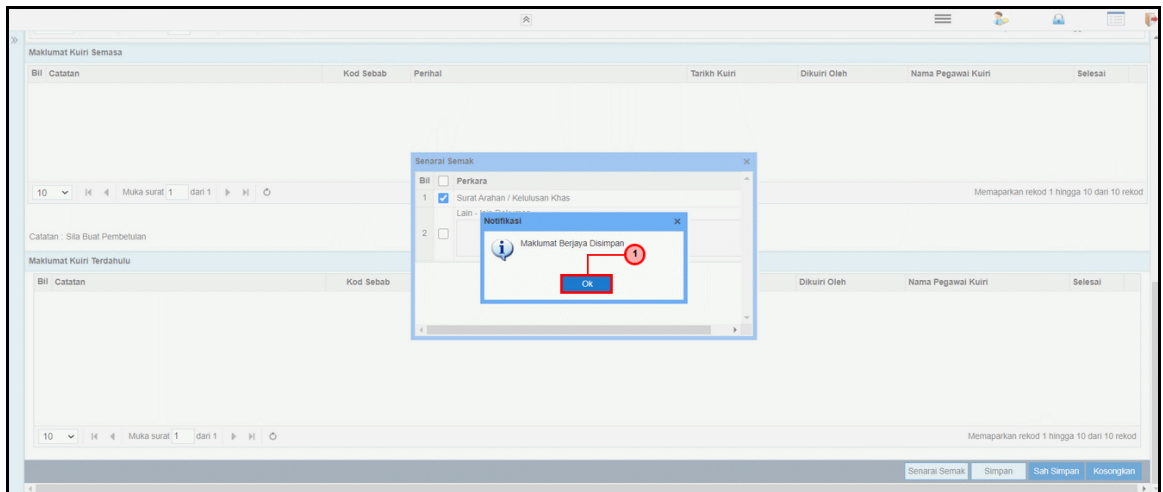 Maklumat Kuiri Semasa
Bil Catatan Kod Sebab Perihal Tarikh Kuiri Dikuiri Oleh Nama Pegawai Kuiri Selesai
10 Muka surat 1 dari 1 Memaparkan rekod 1 hingga 10 dari 10 rekod
Catatan : Sila Buat Pembetulan
Maklumat Kuiri Terdahulu
Bil Catatan Kod Sebab Dikuiri Oleh Nama Pegawai Kuiri Selesai
10 Muka surat 1 dari 1 Memaparkan rekod 1 hingga 10 dari 10 rekod
Senarai Semak Simpan Sah Simpan Kosongkan
Senarai Semak
Bil Perkara
1 Surat Arahan / Kelulusan Khas
Lain -
2
Notifikasi
Maklumat Berjaya Disimpan
1
Ok